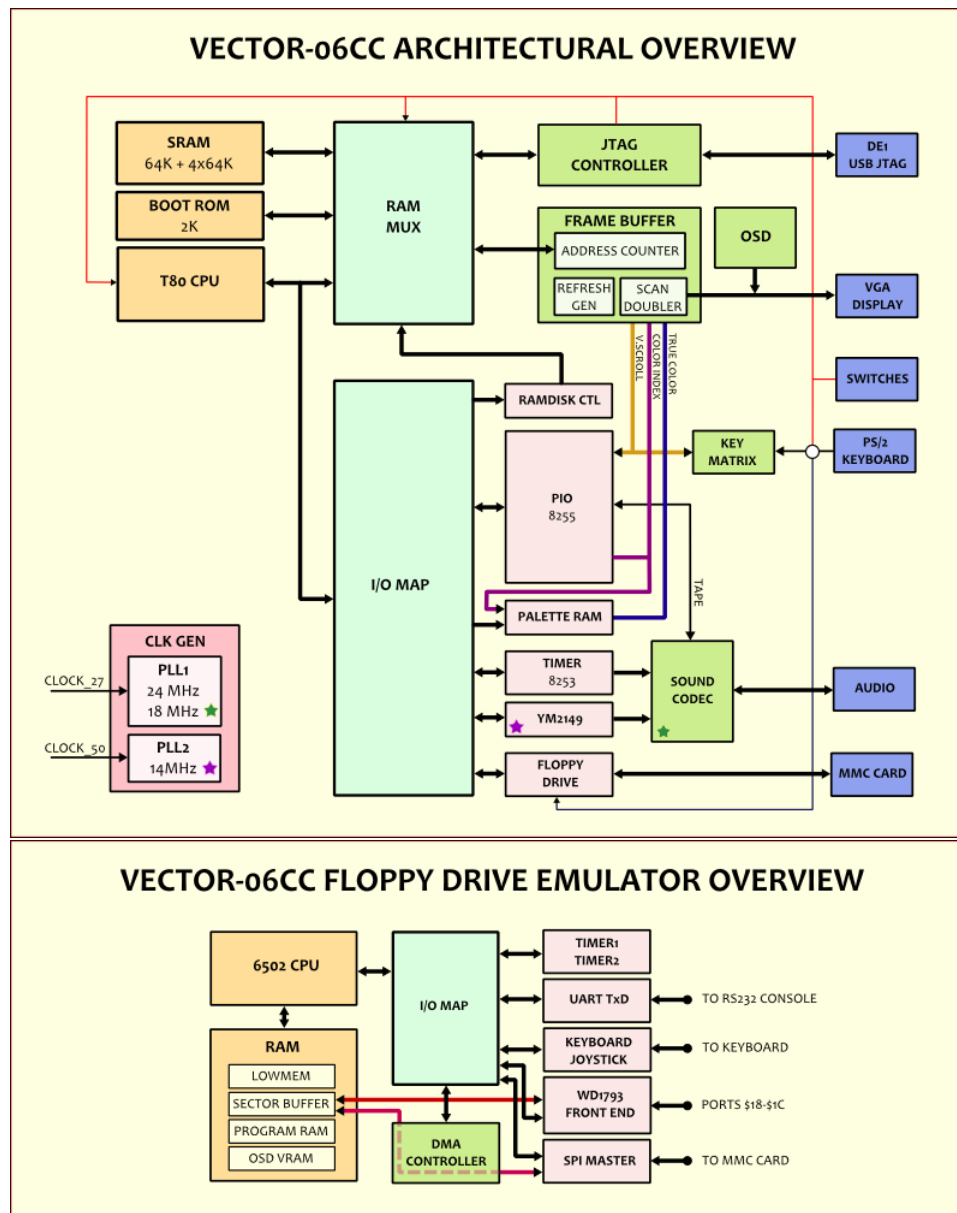 VECTOR-06CC ARCHITECTURAL OVERVIEW
SRAM
64K + 4x64K
BOOT ROM
2K
T80 CPU
RAM
MUX
JTAG
CONTROLLER
DE1
USB JTAG
FRAME BUFFER
ADDRESS COUNTER
REFRESH
GEN
SCAN
DOUBLER
OSD
VGA
DISPLAY
V.SCROLL
COLOR INDEX
TRUE COLOR
SWITCHES
RAMDISK CTL
KEY
MATRIX
PS/2
KEYBOARD
PIO
8255
I/O MAP
TAPE
PALETTE RAM
CLK GEN
PLL1
24 MHz
18 MHz
CLOCK_27
PLL2
14MHz
CLOCK_50
TIMER
8253
YM2149
SOUND
CODEC
AUDIO
FLOPPY
DRIVE
MMC CARD
VECTOR-06CC FLOPPY DRIVE EMULATOR OVERVIEW
6502 CPU
I/O MAP
TIMER1
TIMER2
UART TxD
TO RS232 CONSOLE
RAM
LOWMEM
SECTOR BUFFER
PROGRAM RAM
OSD VRAM
KEYBOARD
JOYSTICK
TO KEYBOARD
WD1793
FRONT END
PORTS $18-$1C
DMA
CONTROLLER
SPI MASTER
TO MMC CARD